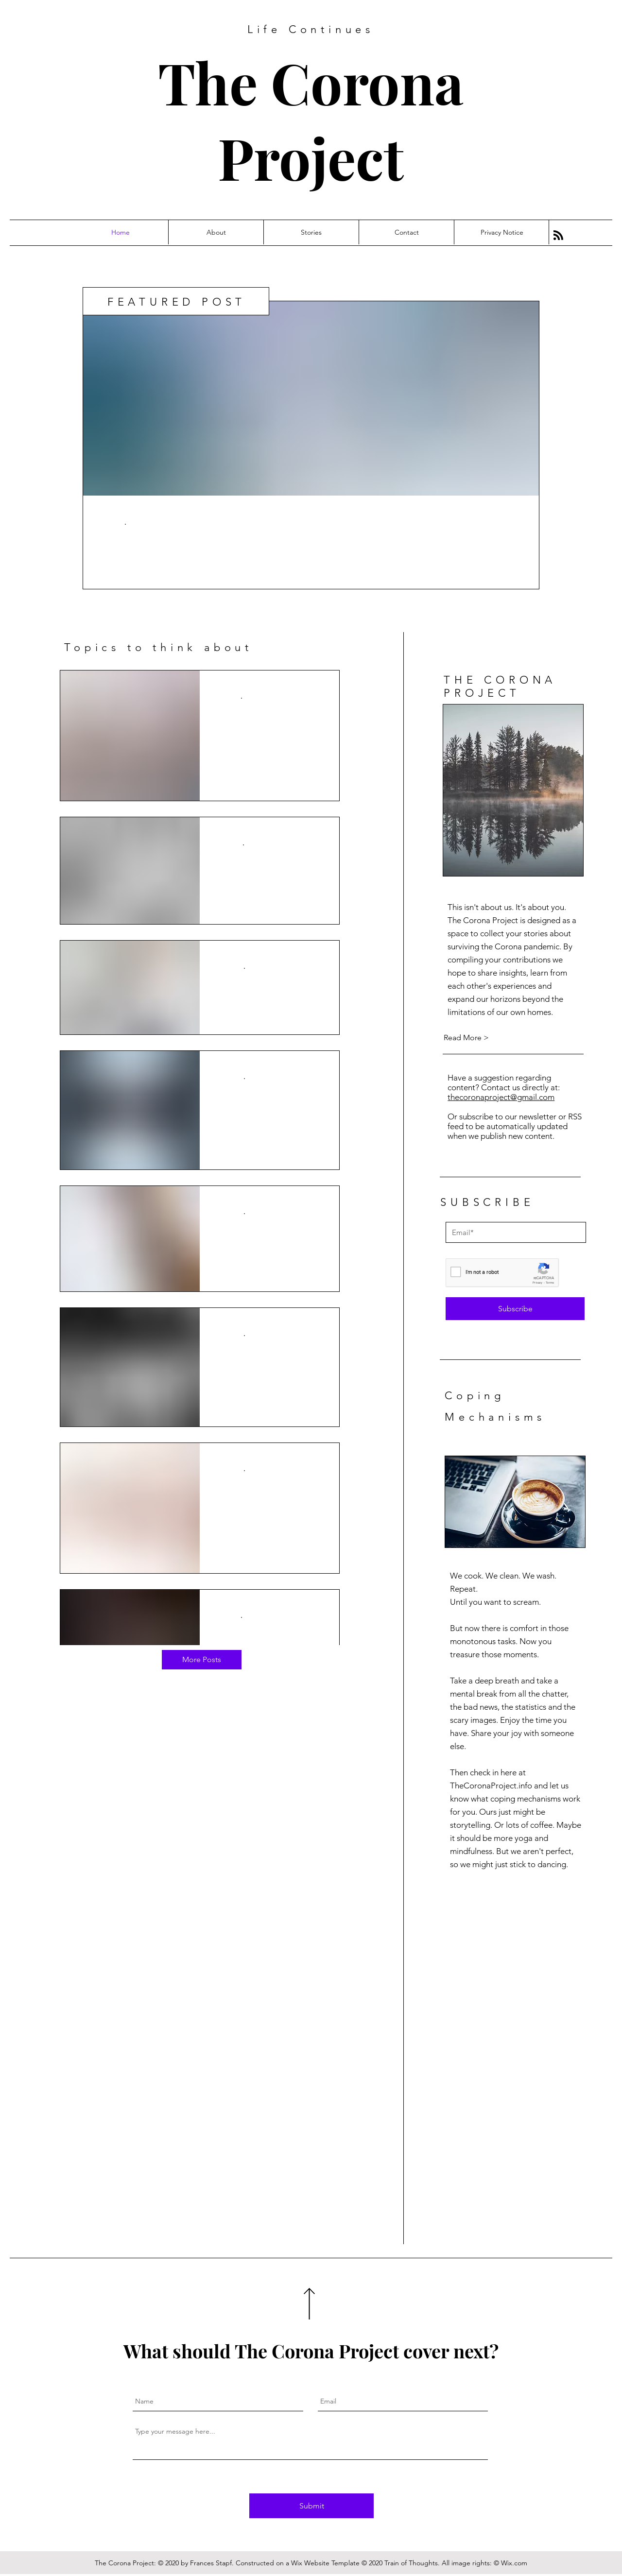 Life Continues
The Corona
Project
Home
About
Stories
Contact
Privacy Notice
FEATURED POST
Topics to think about
More Posts
THE CORONA
PROJECT
This isn't about us. It's about you.
The Corona Project is designed as a
space to collect your stories about
surviving the Corona pandemic. By
compiling your contributions we
hope to share insights, learn from
each other's experiences and
expand our horizons beyond the
limitations of our own homes.
Read More >
Have a suggestion regarding
content? Contact us directly at:
thecoronaproject@gmail.com
Or subscribe to our newsletter or RSS
feed to be automatically updated
when we publish new content.
SUBSCRIBE
Email*
I'm not a robot
reCAPTCHA
Privacy - Terms
Subscribe
Coping
Mechanisms
We cook. We clean. We wash.
Repeat.
Until you want to scream.
But now there is comfort in those
monotonous tasks. Now you
treasure those moments.
Take a deep breath and take a
mental break from all the chatter,
the bad news, the statistics and the
scary images. Enjoy the time you
have. Share your joy with someone
else.
Then check in here at
TheCoronaProject.info and let us
know what coping mechanisms work
for you. Ours just might be
storytelling. Or lots of coffee. Maybe
it should be more yoga and
mindfulness. But we aren't perfect,
so we might just stick to dancing.
What should The Corona Project cover next?
Name
Email
Type your message here...
Submit
The Corona Project: © 2020 by Frances Stapf. Constructed on a Wix Website Template © 2020 Train of Thoughts. All image rights: © Wix.com